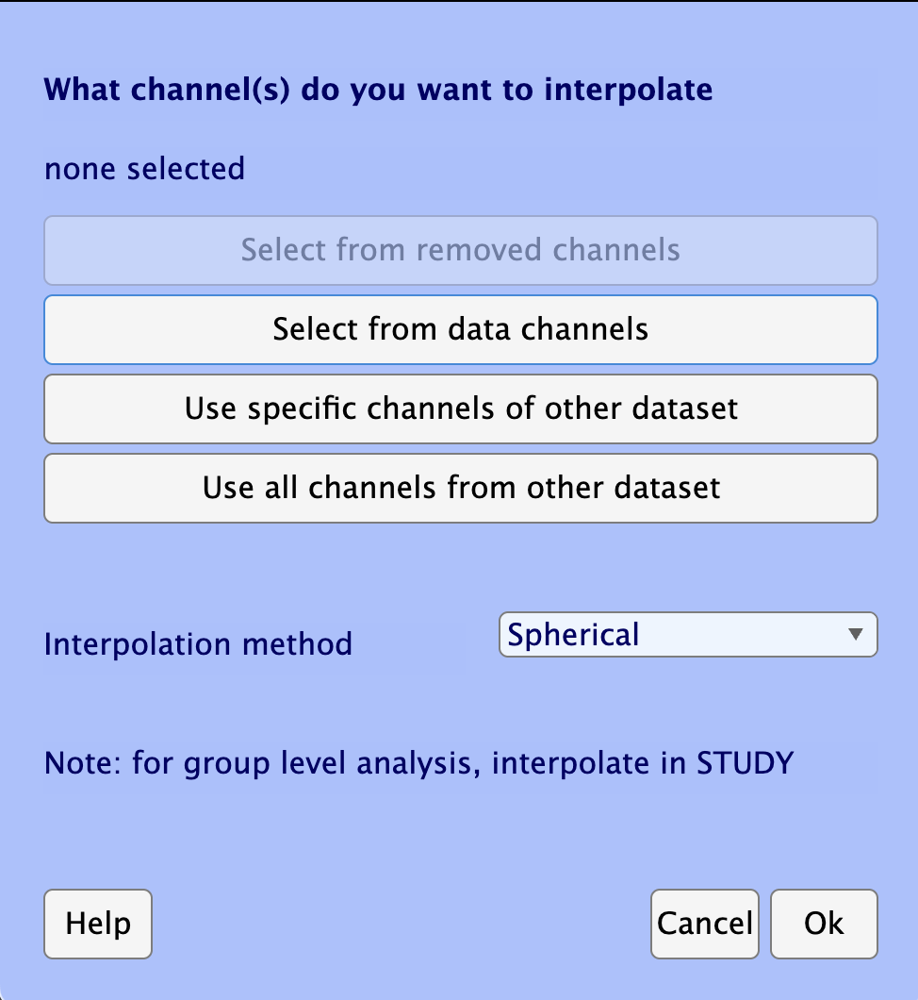 What channel(s) do you want to interpolate
none selected
Select from removed channels
Select from data channels
Use specific channels of other dataset
Use all channels from other dataset
Interpolation method
Spherical
Note: for group level analysis, interpolate in STUDY
Help
Cancel
Ok